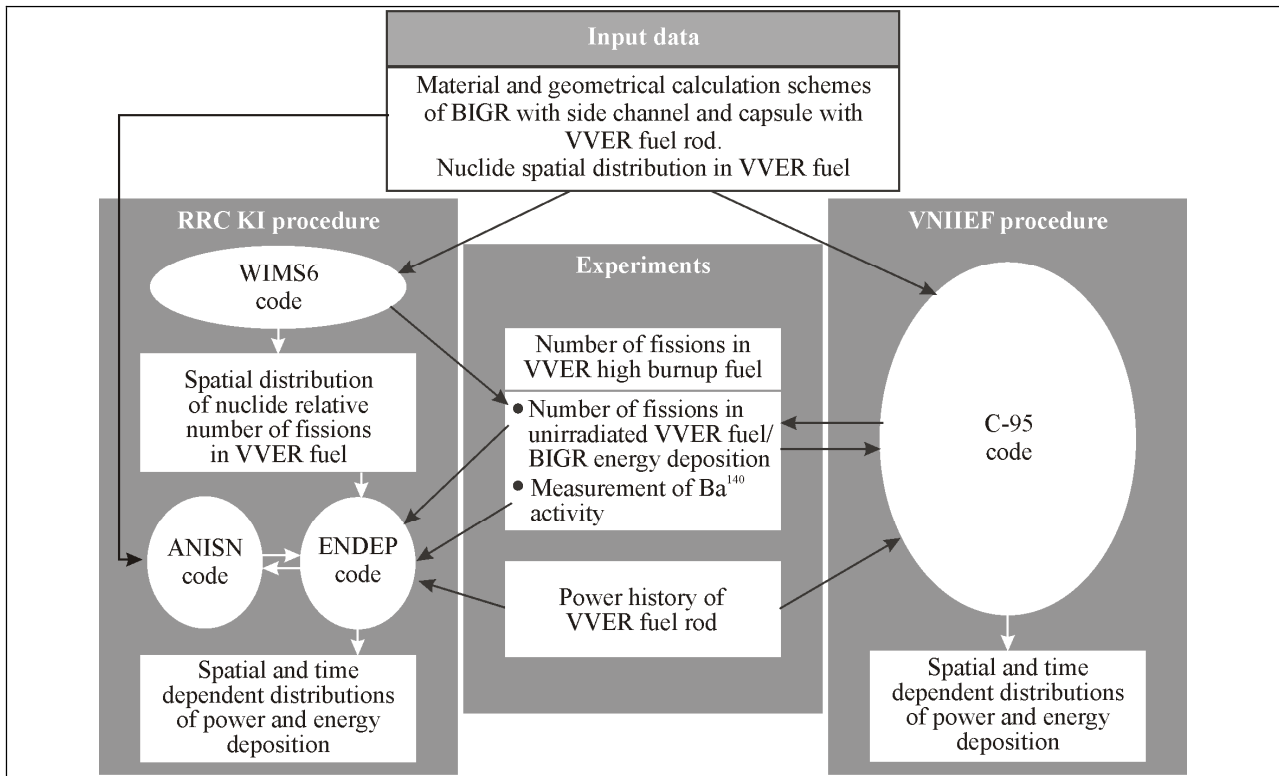 Input data
Material and geometrical calculation schemes
of BIGR with side channel and capsule with
VVER fuel rod.
Nuclide spatial distribution in VVER fuel
RRC KI procedure
WIMS6
code
Spatial distribution
of nuclide relative
number of fissions
in VVER fuel
ANISN
code
ENDEP
code
Spatial and time
dependent distributions
of power and energy
deposition
Experiments
Number of fissions in
VVER high burnup fuel
• Number of fissions in
unirradiated VVER fuel/
BIGR energy deposition
• Measurement of Ba¹⁴⁰
activity
Power history of
VVER fuel rod
VNIIEF procedure
C-95
code
Spatial and time
dependent distributions
of power and energy
deposition